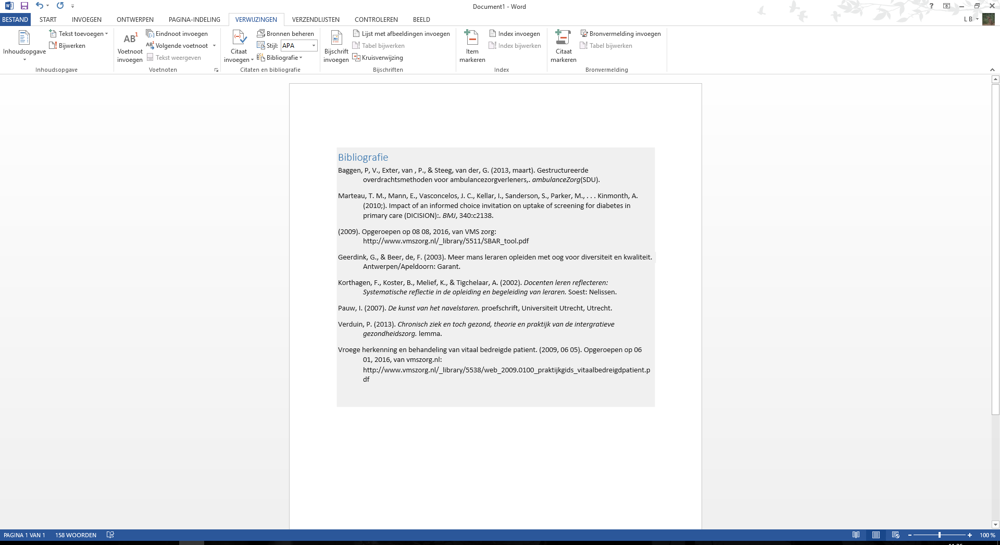 Document1 - Word
BESTAND START INVOEGEN ONTWERPEN PAGINA-INDELING VERWIJZINGEN VERZENDLIJSTEN CONTROLEREN BEELD L B
Inhoudsopgave
Tekst toevoegen
Bijwerken
Inhoudsopgave
AB1
Voetnoot
invoegen
Eindnoot invoegen
Volgende voetnoot
Tekst weergeven
Voetnoten
Citaat
invoegen
Bronnen beheren
Stijl: APA
Bibliografie
Citaten en bibliografie
Bijschrift
invoegen
Lijst met afbeeldingen invoegen
Tabel bijwerken
Kruisverwijzing
Bijschriften
Item
markeren
Index invoegen
Index bijwerken
Index
Citaat
markeren
Bronvermelding invoegen
Tabel bijwerken
Bronvermelding
Bibliografie
Baggen, P, V., Exter, van , P., & Steeg, van der, G. (2013, maart). Gestructureerde
overdrachtsmethoden voor ambulancezorgverleners,. ambulanceZorg(SDU).
Marteau, T. M., Mann, E., Vasconcelos, J. C., Kellar, I., Sanderson, S., Parker, M., . . . Kinmonth, A.
(2010;). Impact of an informed choice invitation on uptake of screening for diabetes in
primary care (DICISION):. BMJ, 340:c2138.
(2009). Opgeroepen op 08 08, 2016, van VMS zorg:
http://www.vmszorg.nl/_library/5511/SBAR_tool.pdf
Geerdink, G., & Beer, de, F. (2003). Meer mans leraren opleiden met oog voor diversiteit en kwaliteit.
Antwerpen/Apeldoorn: Garant.
Korthagen, F., Koster, B., Melief, K., & Tigchelaar, A. (2002). Docenten leren reflecteren:
Systematische reflectie in de opleiding en begeleiding van leraren. Soest: Nelissen.
Pauw, I. (2007). De kunst van het navelstaren. proefschrift, Universiteit Utrecht, Utrecht.
Verduin, P. (2013). Chronisch ziek en toch gezond, theorie en praktijk van de intergratieve
gezondheidszorg. lemma.
Vroege herkenning en behandeling van vitaal bedreigde patient. (2009, 06 05). Opgeroepen op 06
01, 2016, van vmszorg.nl:
http://www.vmszorg.nl/_library/5538/web_2009.0100_praktijkgids_vitaalbedreigdpatient.p
df
PAGINA 1 VAN 1 158 WOORDEN 100 %